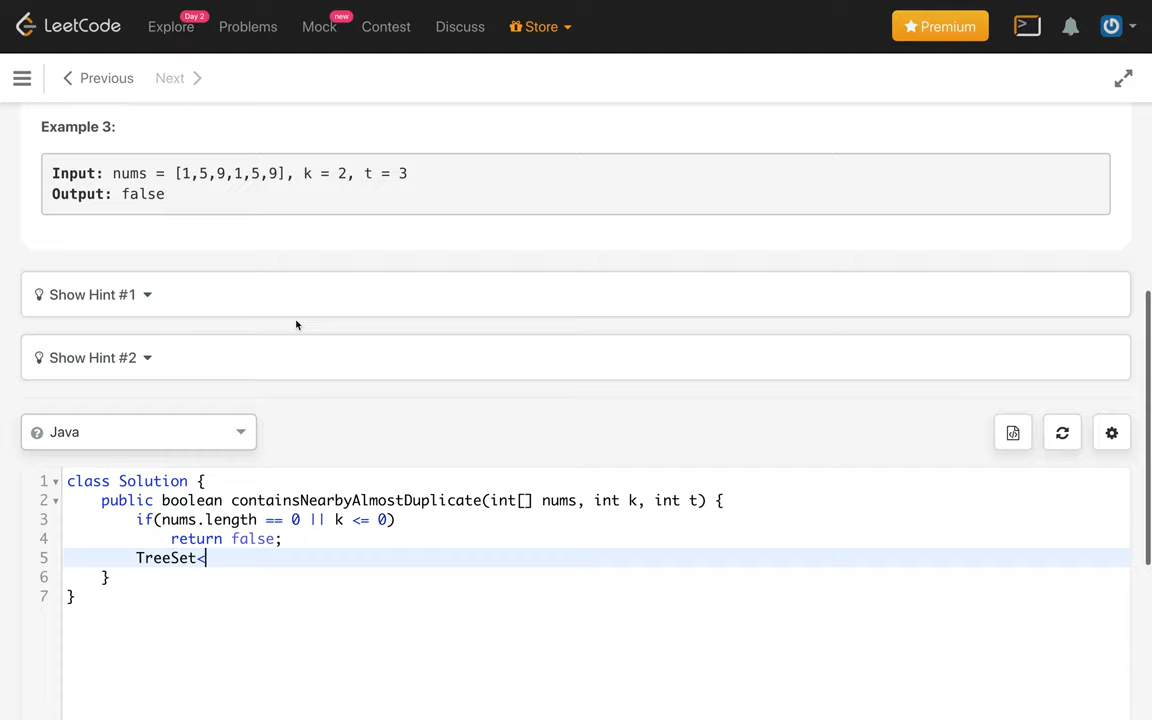 LeetCode Explore Day 2 Problems Mock new Contest Discuss Store Premium
Previous Next
Example 3:
Input: nums = [1,5,9,1,5,9], k = 2, t = 3
Output: false
Show Hint #1
Show Hint #2
Java
1 class Solution {
2 public boolean containsNearbyAlmostDuplicate(int[] nums, int k, int t) {
3 if(nums.length == 0 || k <= 0)
4 return false;
5 TreeSet<
6 }
7 }